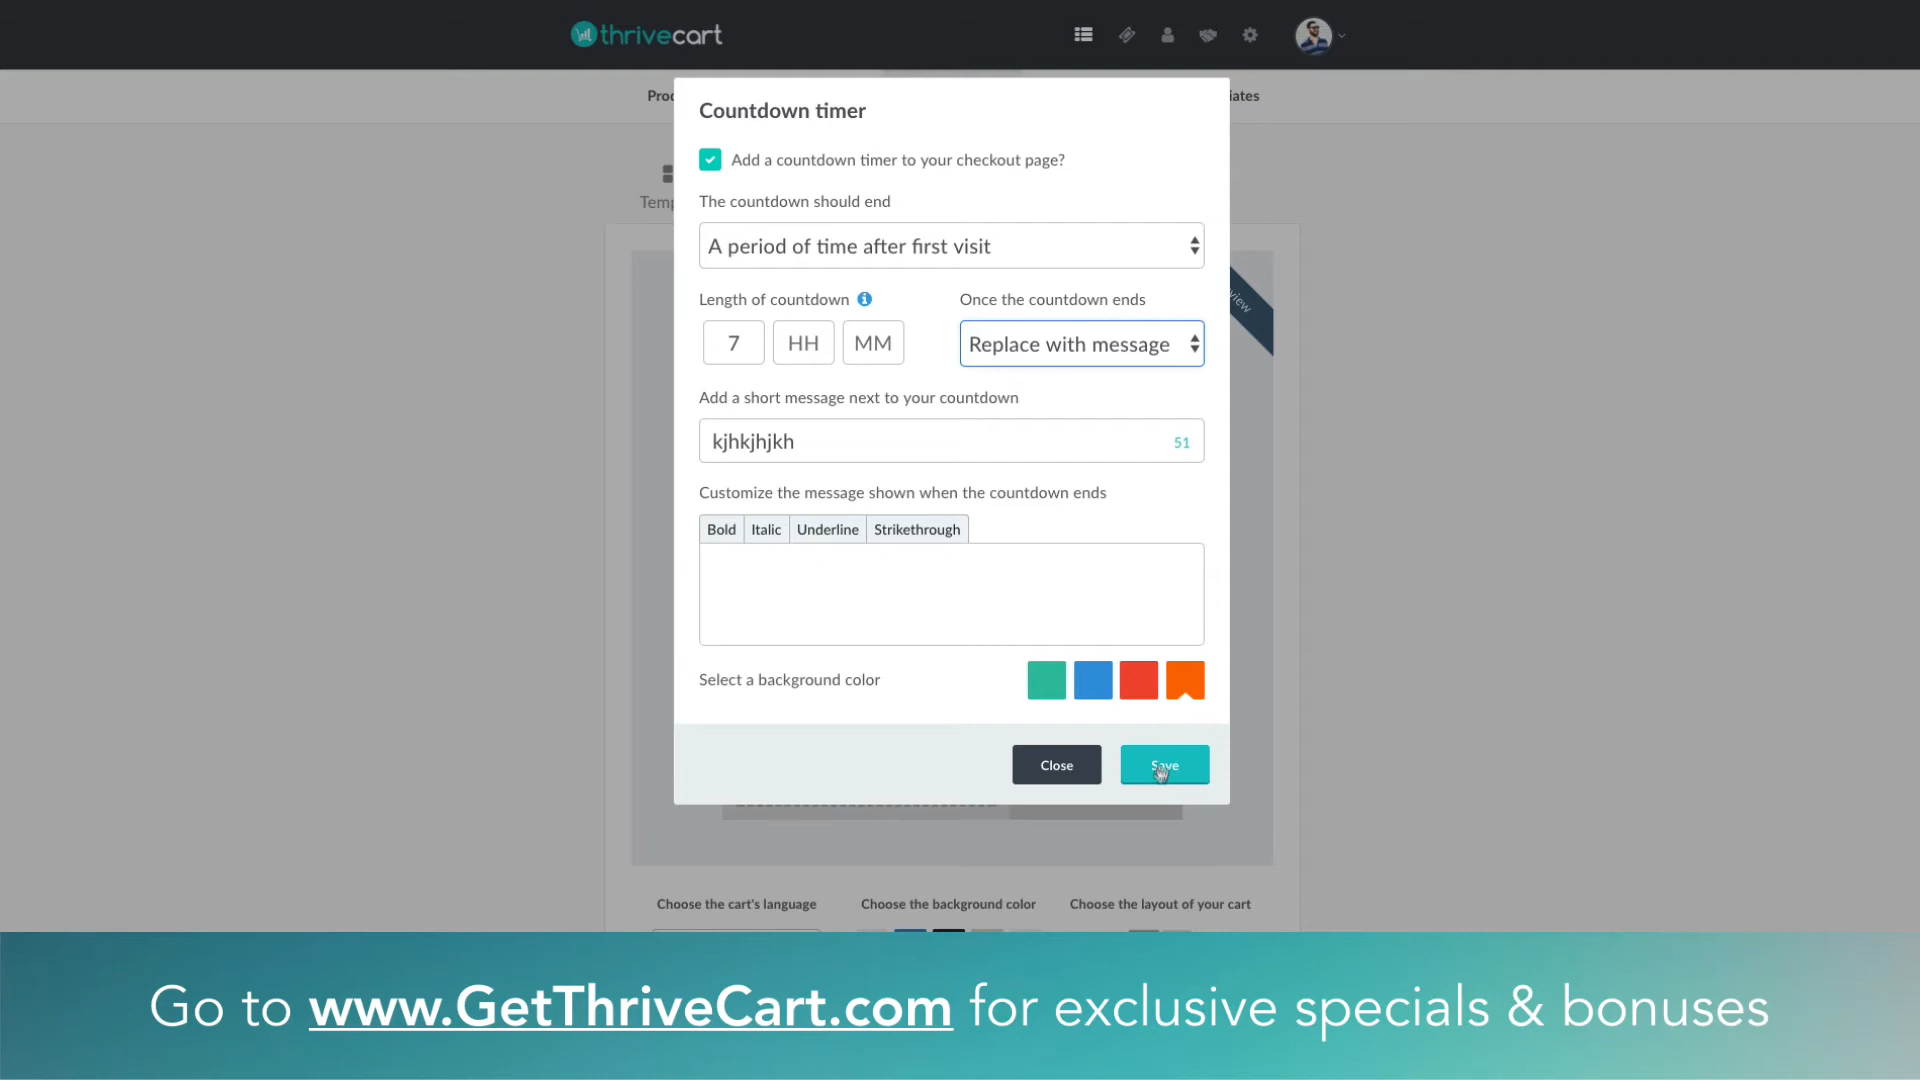 thrivecart
Countdown timer
Add a countdown timer to your checkout page?
The countdown should end
A period of time after first visit
Length of countdown
Once the countdown ends
7 HH MM
Replace with message
Add a short message next to your countdown
kjhkjhjkh
51
Customize the message shown when the countdown ends
Bold Italic Underline Strikethrough
Select a background color
Close
Save
Choose the cart's language
Choose the background color
Choose the layout of your cart
Go to www.GetThriveCart.com for exclusive specials & bonuses